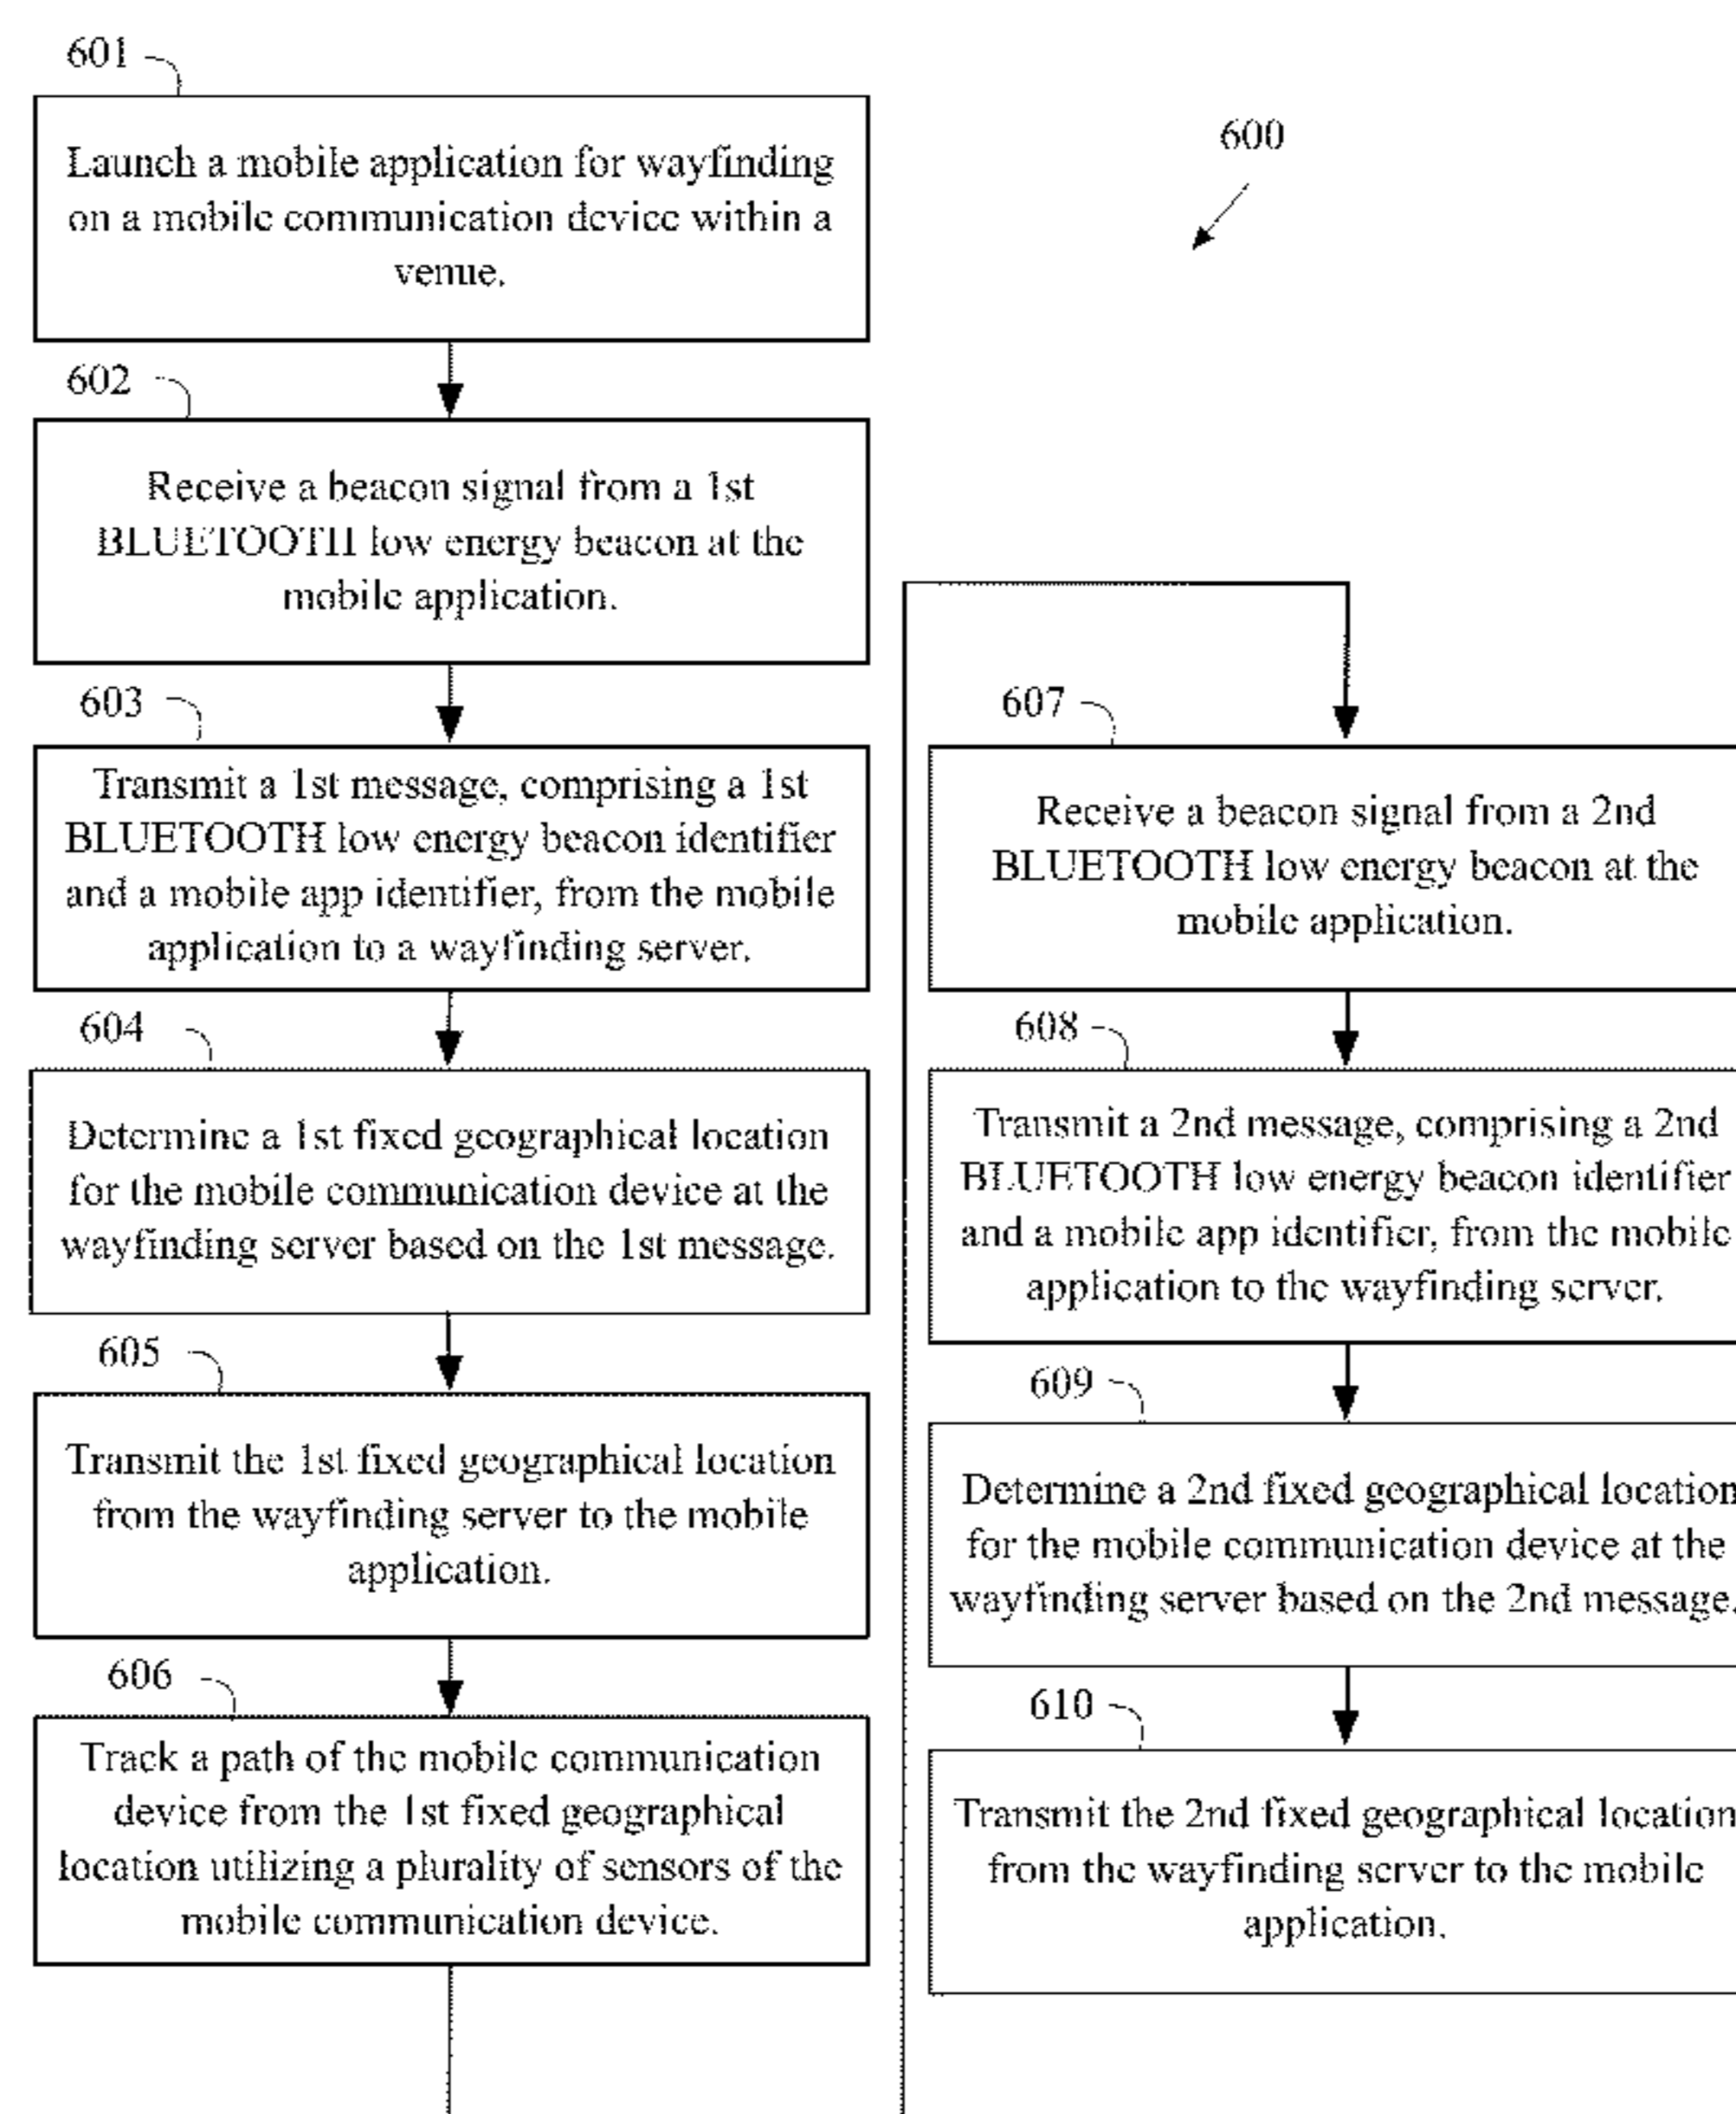 601
Launch a mobile application for wayfinding
on a mobile communication device within a
venue.
600
602
Receive a beacon signal from a 1st
BLUETOOTH low energy beacon at the
mobile application.
603
Transmit a 1st message, comprising a 1st
BLUETOOTH low energy beacon identifier
and a mobile app identifier, from the mobile
application to a wayfinding server.
604
Determine a 1st fixed geographical location
for the mobile communication device at the
wayfinding server based on the 1st message.
605
Transmit the 1st fixed geographical location
from the wayfinding server to the mobile
application.
606
Track a path of the mobile communication
device from the 1st fixed geographical
location utilizing a plurality of sensors of the
mobile communication device.
607
Receive a beacon signal from a 2nd
BLUETOOTH low energy beacon at the
mobile application.
608
Transmit a 2nd message, comprising a 2nd
BLUETOOTH low energy beacon identifier
and a mobile app identifier, from the mobile
application to the wayfinding server.
609
Determine a 2nd fixed geographical location
for the mobile communication device at the
wayfinding server based on the 2nd message.
610
Transmit the 2nd fixed geographical location
from the wayfinding server to the mobile
application.